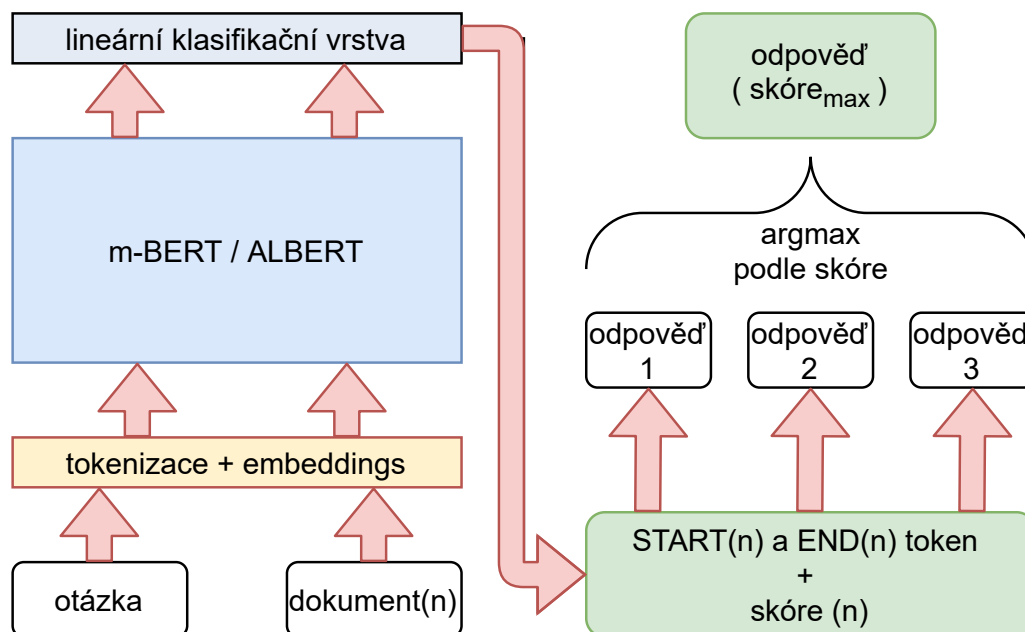 lineární klasifikační vrstva
m-BERT / ALBERT
tokenizace + embeddings
otázka
dokument(n)
odpověď
( skóre_max )
argmax
podle skóre
odpověď
1
odpověď
2
odpověď
3
START(n) a END(n) token
+
skóre (n)